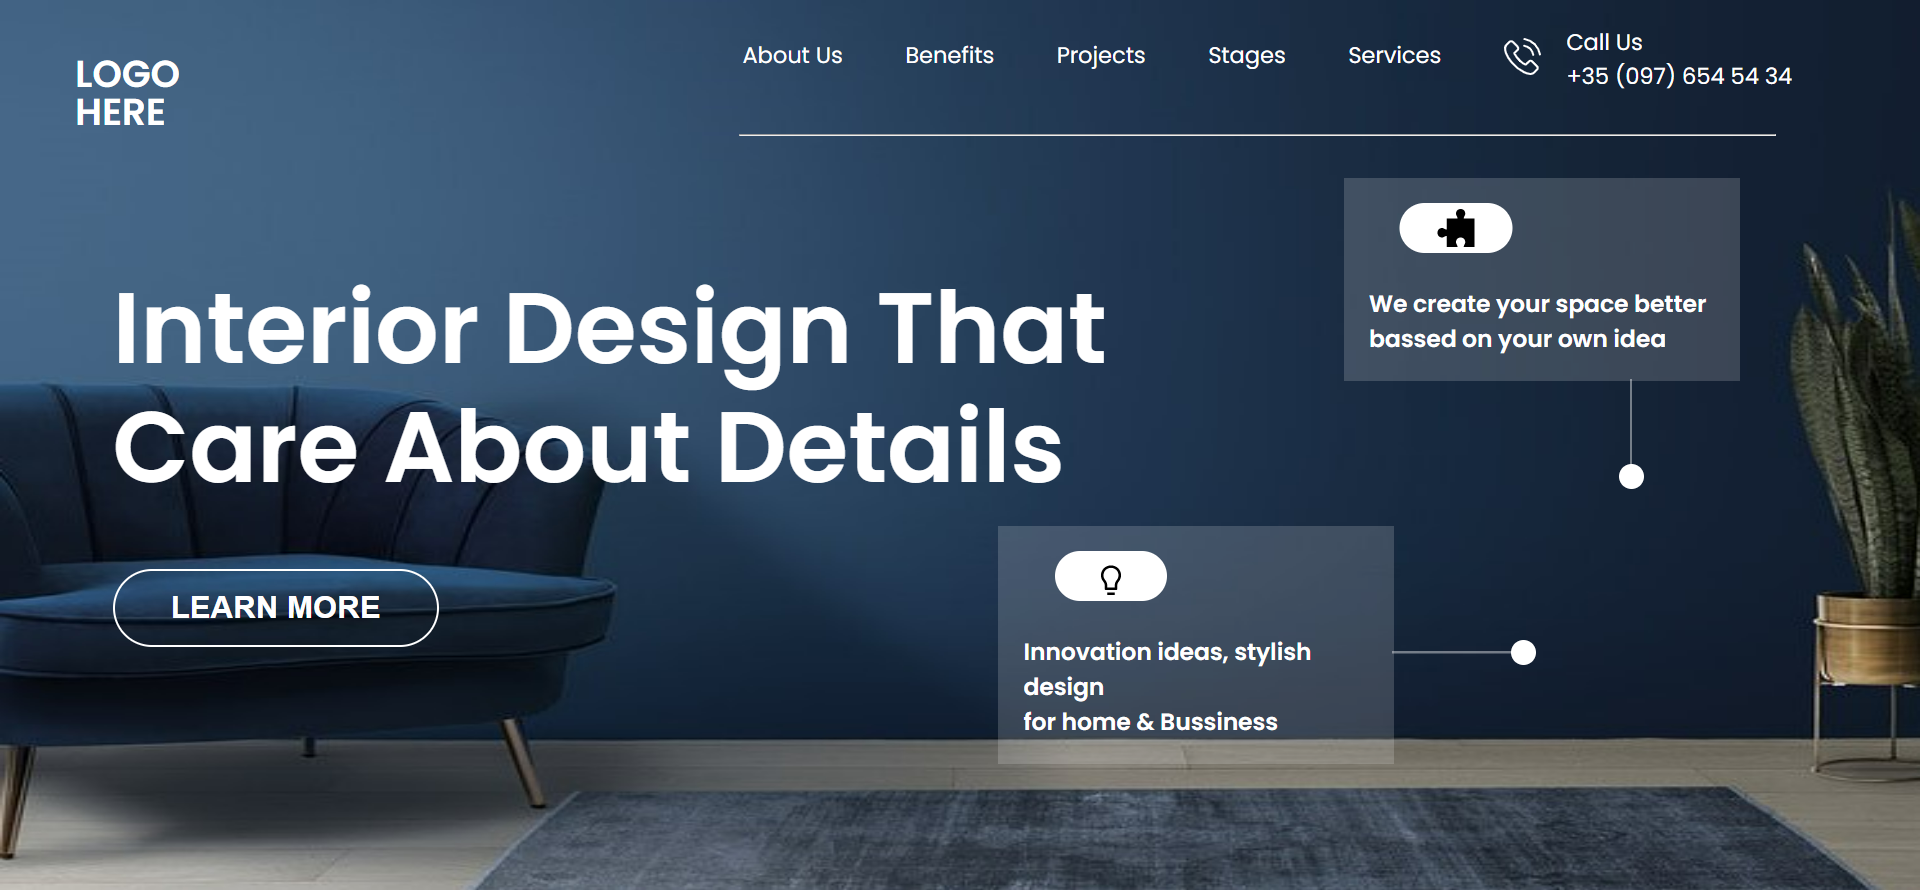 LOGO
HERE
About Us
Benefits
Projects
Stages
Services
Call Us
+35 (097) 654 54 34
We create your space better
bassed on your own idea
Interior Design That
Care About Details
LEARN MORE
Innovation ideas, stylish
design
for home & Bussiness